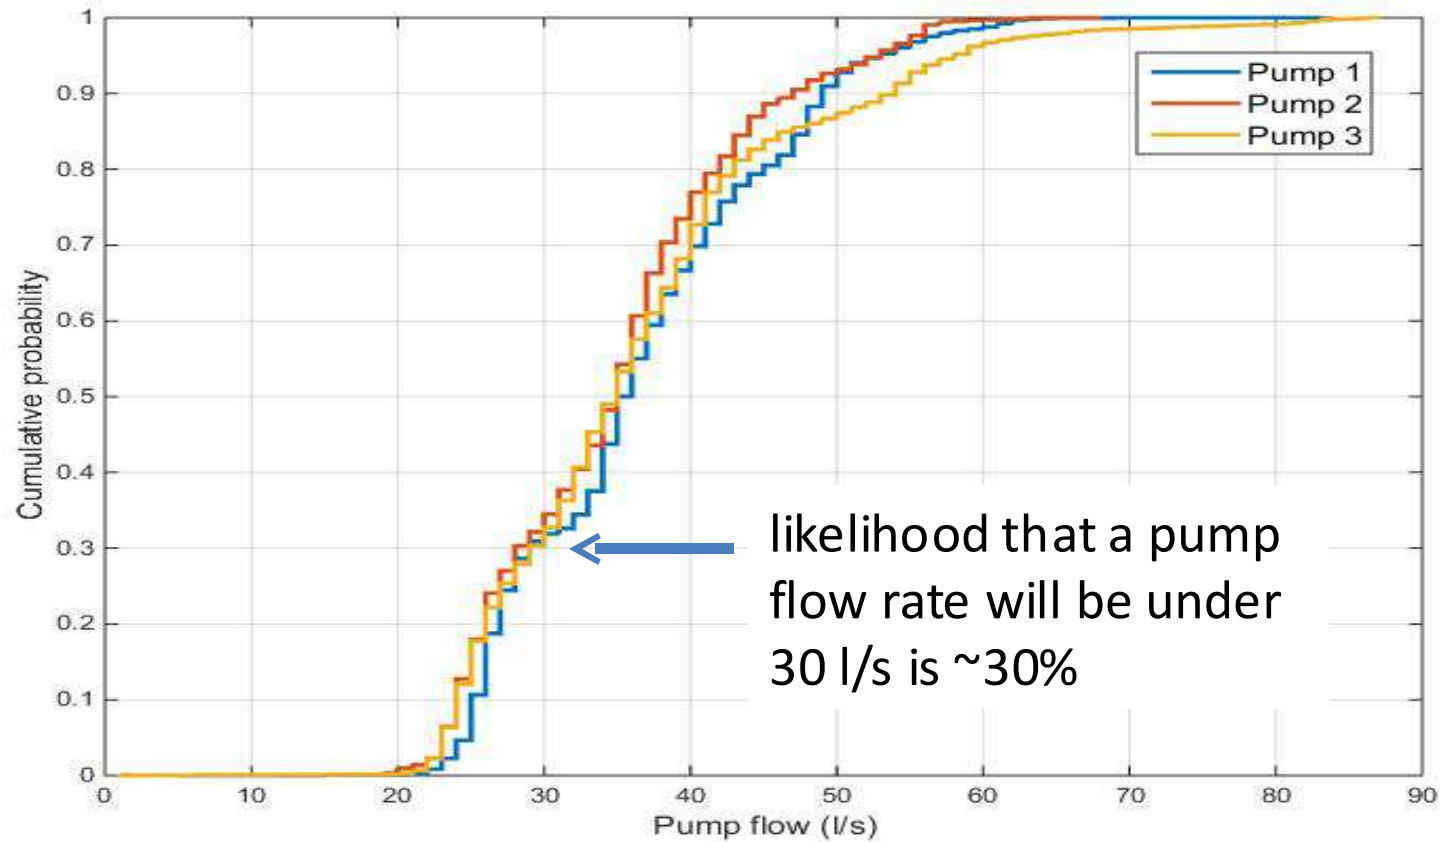 1
0.9
0.8
0.7
0.6
0.5
0.4
0.3
0.2
0.1
0
Cumulative probability
Pump 1
Pump 2
Pump 3
likelihood that a pump
flow rate will be under
30 l/s is ~30%
0 10 20 30 40 50 60 70 80 90
Pump flow (l/s)